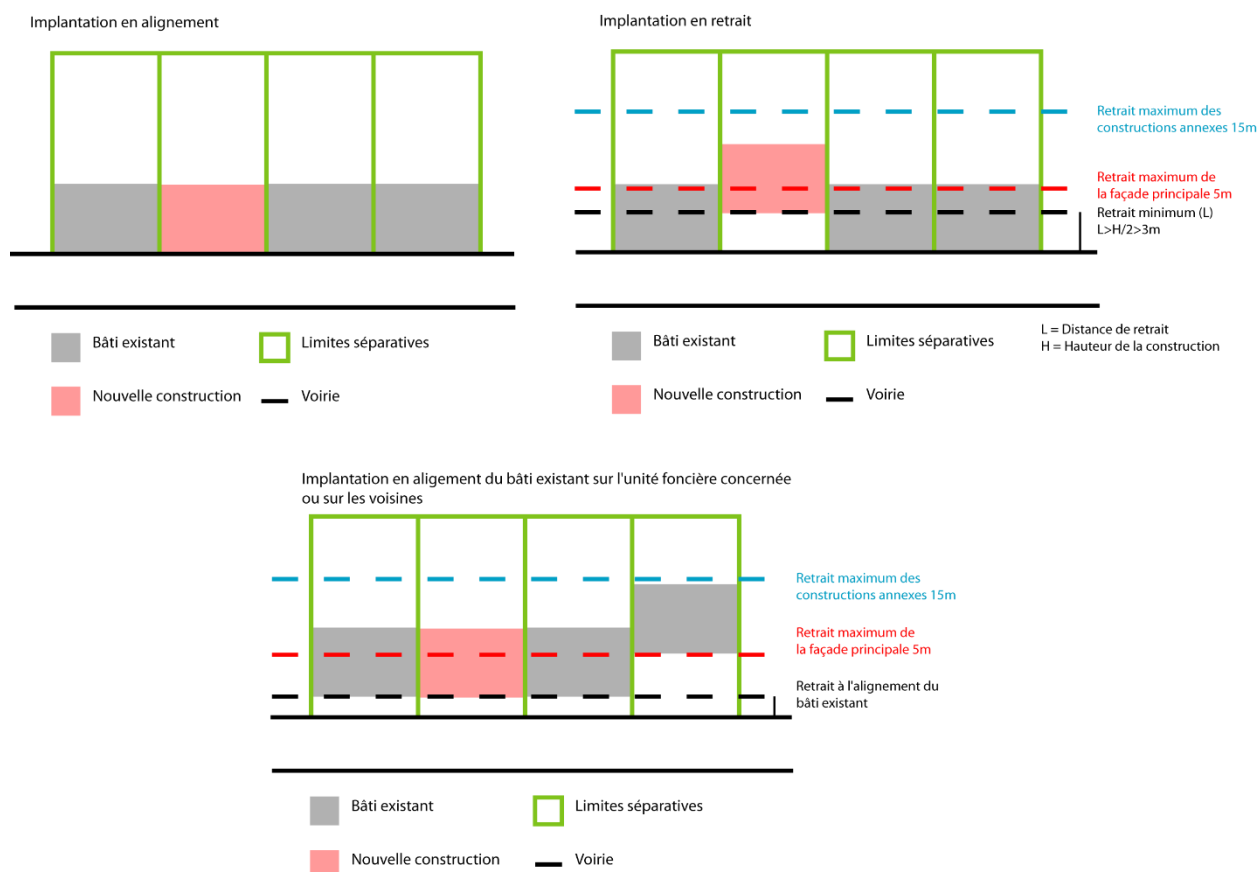 Implantation en alignement
Bâti existant
Limites séparatives
Nouvelle construction
Voirie
Implantation en retrait
Retrait maximum des
constructions annexes 15m
Retrait maximum de
la façade principale 5m
Retrait minimum (L)
L>H/2>3m
Bâti existant
Limites séparatives
L = Distance de retrait
H = Hauteur de la construction
Nouvelle construction
Voirie
Implantation en aligement du bâti existant sur l'unité foncière concernée
ou sur les voisines
Retrait maximum des
constructions annexes 15m
Retrait maximum de
la façade principale 5m
Retrait à l'alignement du
bâti existant
Bâti existant
Limites séparatives
Nouvelle construction
Voirie